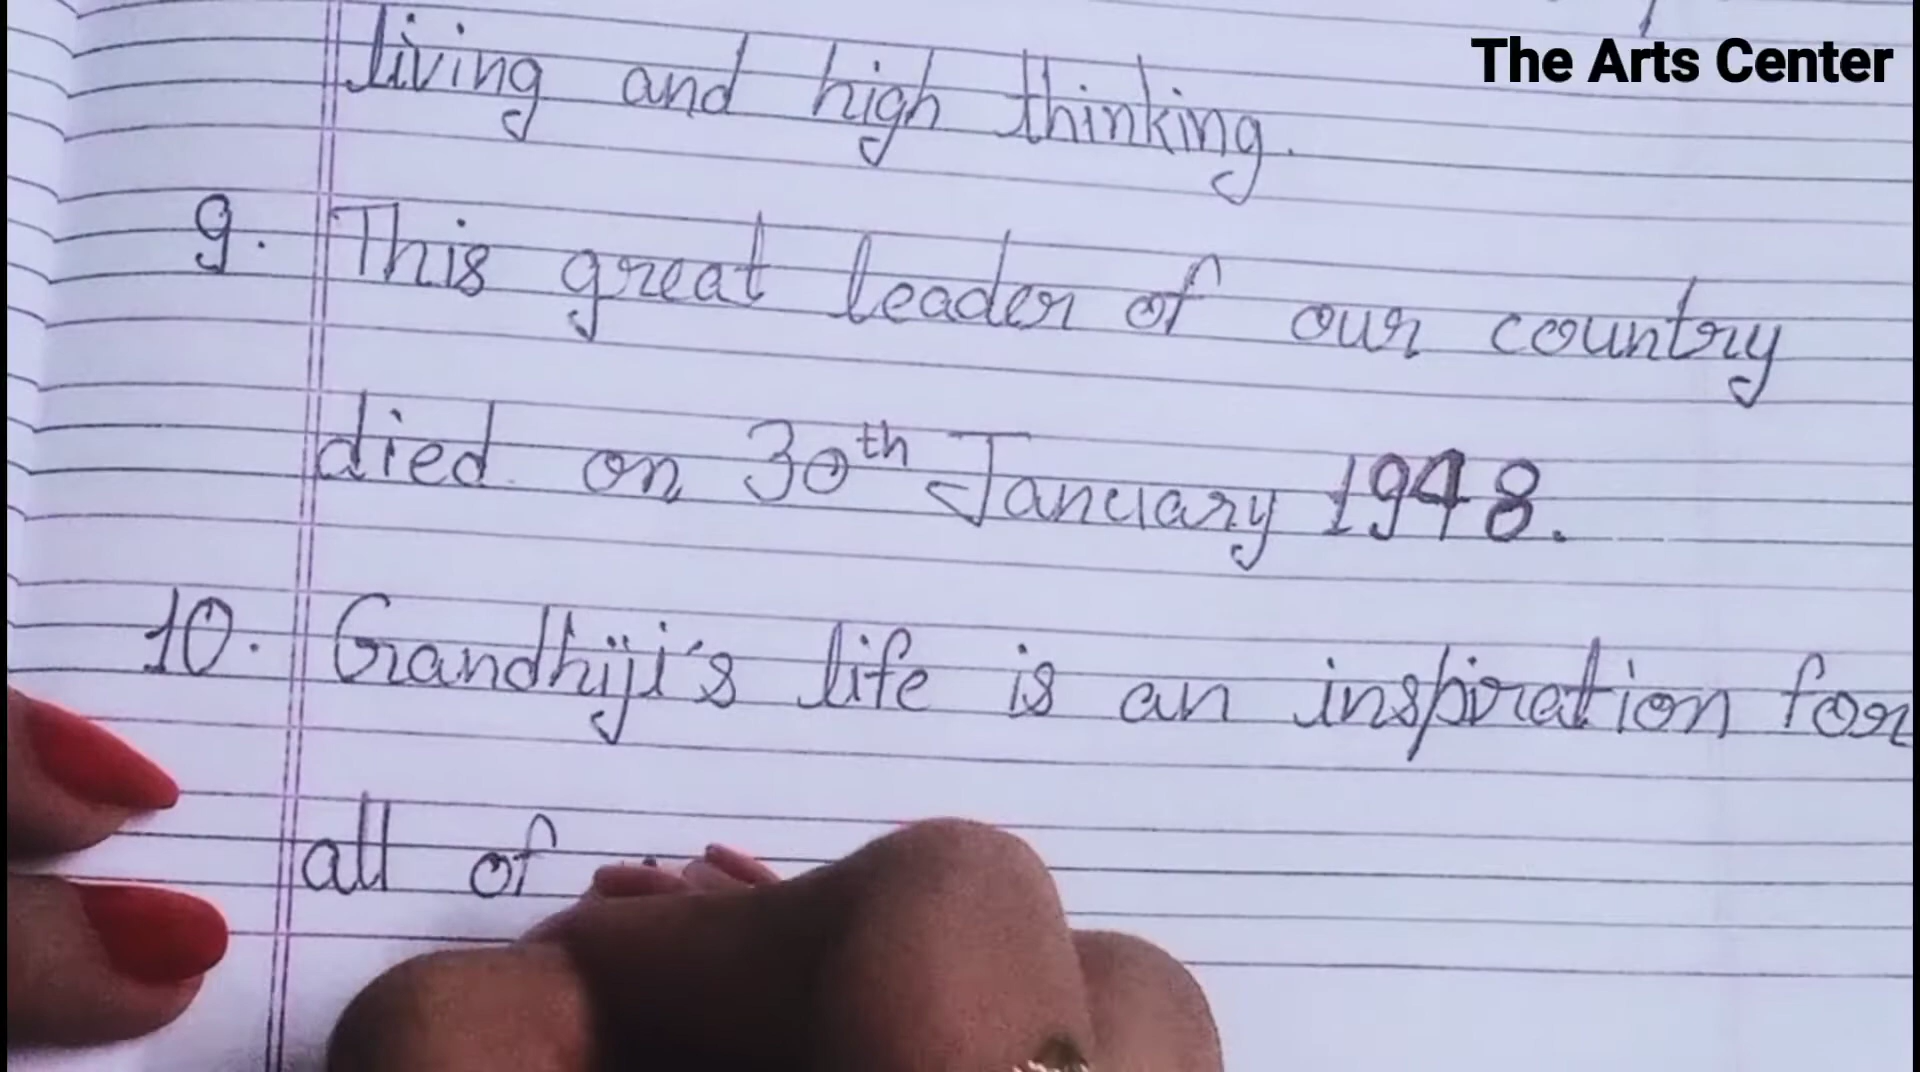 The Arts Center
living and high thinking.
9. This great leader of our country
died on 30th January 1948.
10. Gandhiji's life is an inspiration for
all of